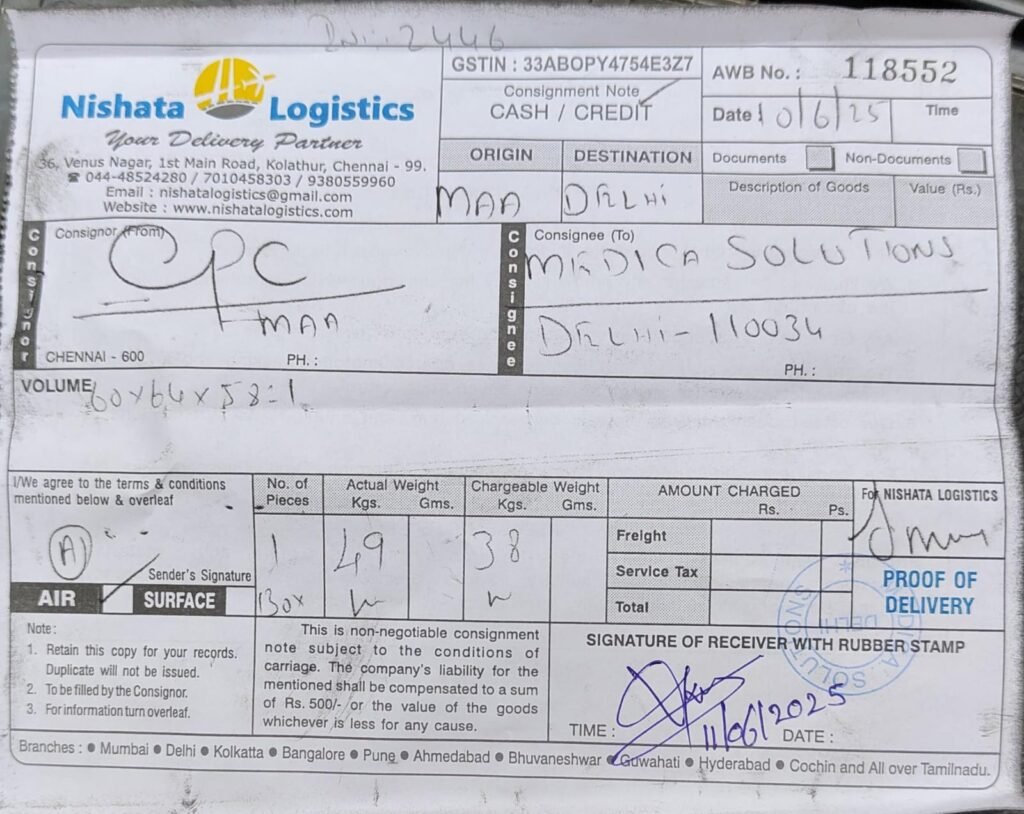 2446
Nishata Logistics
Your Delivery Partner
36, Venus Nagar, 1st Main Road, Kolathur, Chennai - 99.
☎ 044-48524280 / 7010458303 / 9380559960
Email : nishatalogistics@gmail.com
Website : www.nishatalogistics.com
GSTIN : 33ABOPY4754E3Z7
Consignment Note
CASH / CREDIT
AWB No. : 118552
Date 10/6/25 Time
ORIGIN DESTINATION
MAA DELHI
Documents Non-Documents
Description of Goods Value (Rs.)
Consignor
Consignor (From)
CPC
MAA
CHENNAI - 600 PH. :
Consignee
Consignee (To)
MEDICA SOLUTIONS
DELHI - 110034
PH. :
VOLUME 60x64x58=1
I/We agree to the terms & conditions
mentioned below & overleaf
A
Sender's Signature
AIR SURFACE
No. of Pieces
1
Box
Actual Weight
Kgs. Gms.
49
Chargeable Weight
Kgs. Gms.
38
AMOUNT CHARGED
Rs. Ps.
Freight
Service Tax
Total
For NISHATA LOGISTICS
PROOF OF
DELIVERY
Note :
1. Retain this copy for your records.
Duplicate will not be issued.
2. To be filled by the Consignor.
3. For information turn overleaf.
This is non-negotiable consignment
note subject to the conditions of
carriage. The company's liability for the
mentioned shall be compensated to a sum
of Rs. 500/- or the value of the goods
whichever is less for any cause.
SIGNATURE OF RECEIVER WITH RUBBER STAMP
MEDICA SOLUTIONS
DELHI
TIME : 11/06/2025 DATE :
Branches : ● Mumbai ● Delhi ● Kolkatta ● Bangalore ● Pune ● Ahmedabad ● Bhuvaneshwar ● Guwahati ● Hyderabad ● Cochin and All over Tamilnadu.